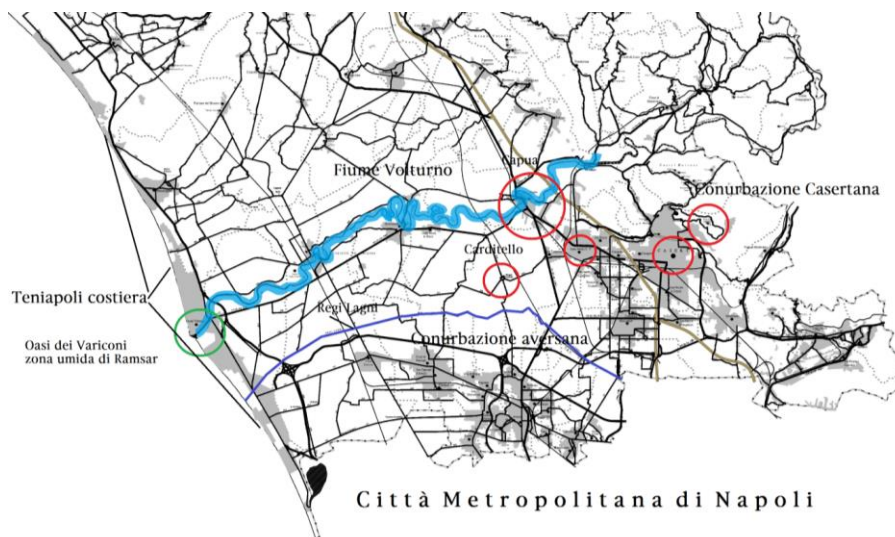 Capua
Fiume Volturno
Conurbazione Casertana
Carditello
Teniapoli costiera
Regi Lagni
Oasi dei Variconi
zona umida di Ramsar
Conurbazione aversana
Città Metropolitana di Napoli